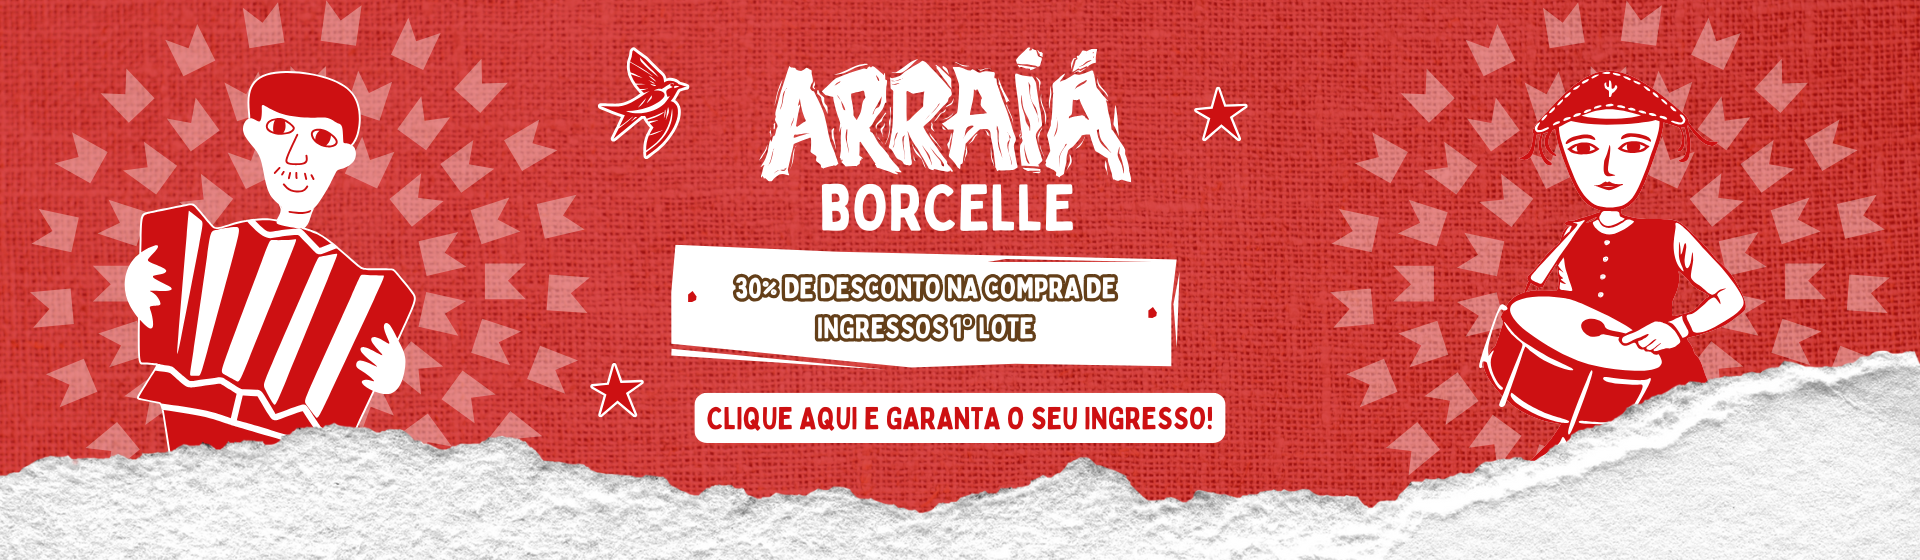 ARRAIÁ
BORCELLE
30% DE DESCONTO NA COMPRA DE
INGRESSOS 1º LOTE
CLIQUE AQUI E GARANTA O SEU INGRESSO!